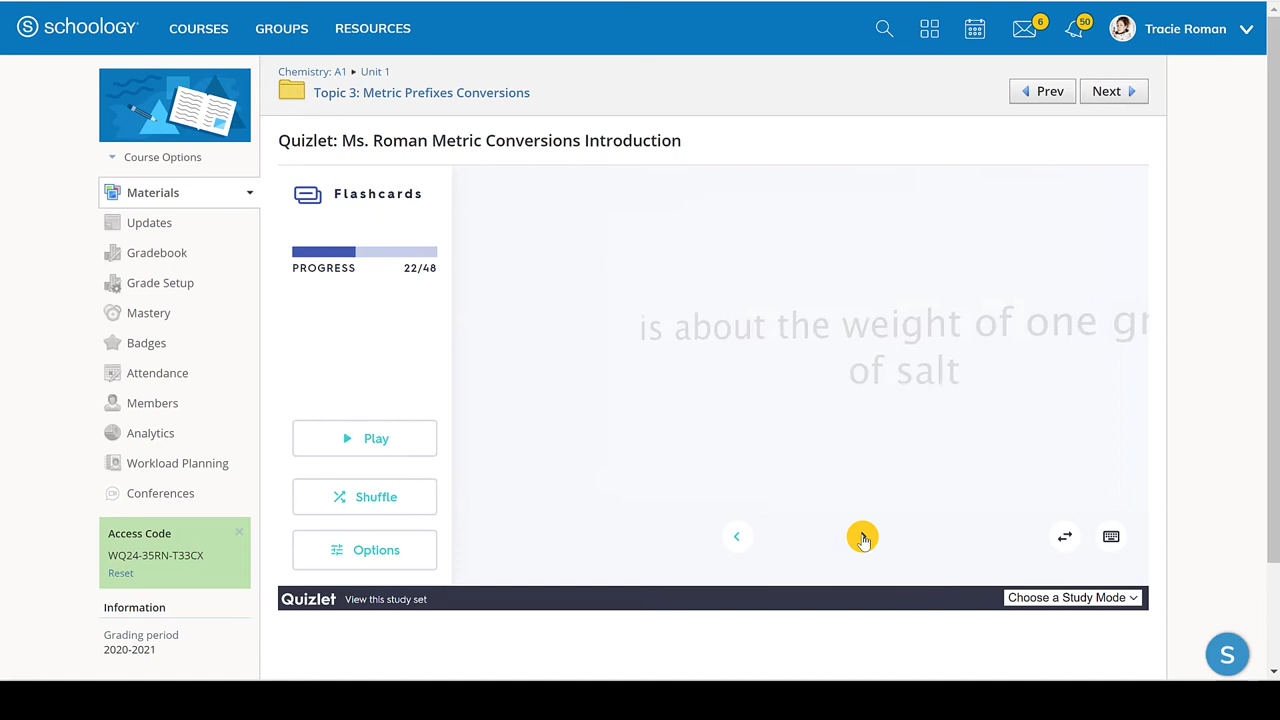 schoology
COURSES
GROUPS
RESOURCES
6
50
Tracie Roman
Chemistry: A1 ▸ Unit 1
Topic 3: Metric Prefixes Conversions
Prev
Next
Course Options
Materials
Updates
Gradebook
Grade Setup
Mastery
Badges
Attendance
Members
Analytics
Workload Planning
Conferences
Access Code
WQ24-35RN-T33CX
Reset
Information
Grading period
2020-2021
Quizlet: Ms. Roman Metric Conversions Introduction
Flashcards
PROGRESS 22/48
Play
Shuffle
Options
is about the weight of one gr
of salt
Quizlet View this study set
Choose a Study Mode
S